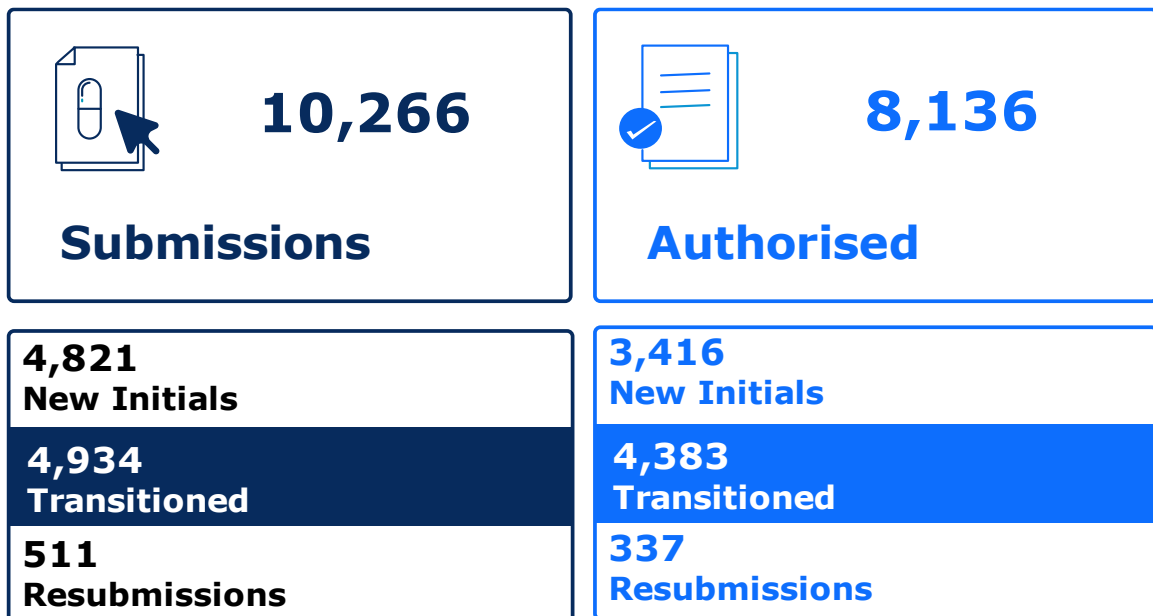 10,266
Submissions
8,136
Authorised
4,821
New Initials
4,934
Transitioned
511
Resubmissions
3,416
New Initials
4,383
Transitioned
337
Resubmissions